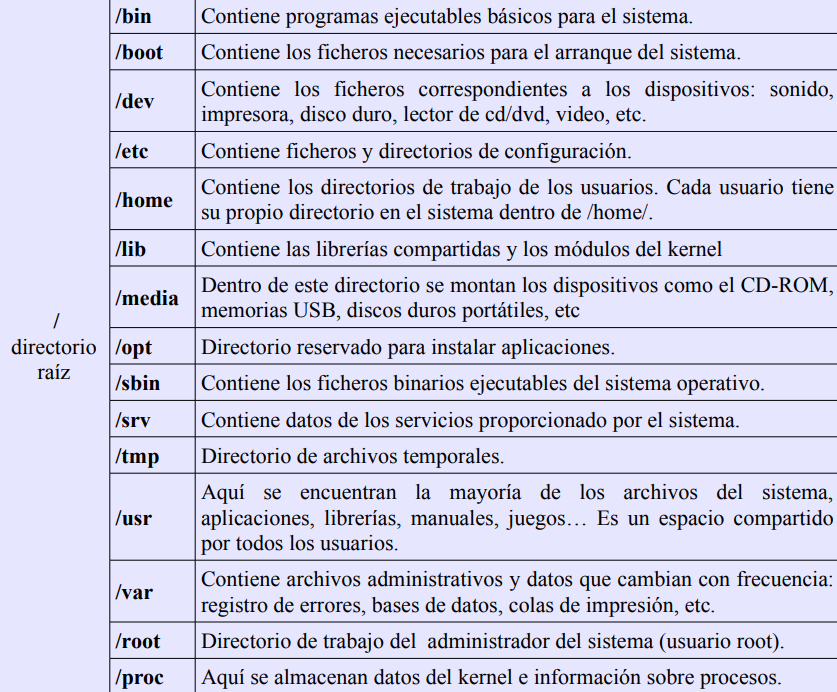 /bin Contiene programas ejecutables básicos para el sistema.
/boot Contiene los ficheros necesarios para el arranque del sistema.
/dev Contiene los ficheros correspondientes a los dispositivos: sonido,
impresora, disco duro, lector de cd/dvd, video, etc.
/etc Contiene ficheros y directorios de configuración.
/home Contiene los directorios de trabajo de los usuarios. Cada usuario tiene
su propio directorio en el sistema dentro de /home/.
/lib Contiene las librerías compartidas y los módulos del kernel
/media Dentro de este directorio se montan los dispositivos como el CD-ROM,
memorias USB, discos duros portátiles, etc
/
directorio
raíz
/opt Directorio reservado para instalar aplicaciones.
/sbin Contiene los ficheros binarios ejecutables del sistema operativo.
/srv Contiene datos de los servicios proporcionado por el sistema.
/tmp Directorio de archivos temporales.
/usr Aquí se encuentran la mayoría de los archivos del sistema,
aplicaciones, librerías, manuales, juegos… Es un espacio compartido
por todos los usuarios.
/var Contiene archivos administrativos y datos que cambian con frecuencia:
registro de errores, bases de datos, colas de impresión, etc.
/root Directorio de trabajo del administrador del sistema (usuario root).
/proc Aquí se almacenan datos del kernel e información sobre procesos.